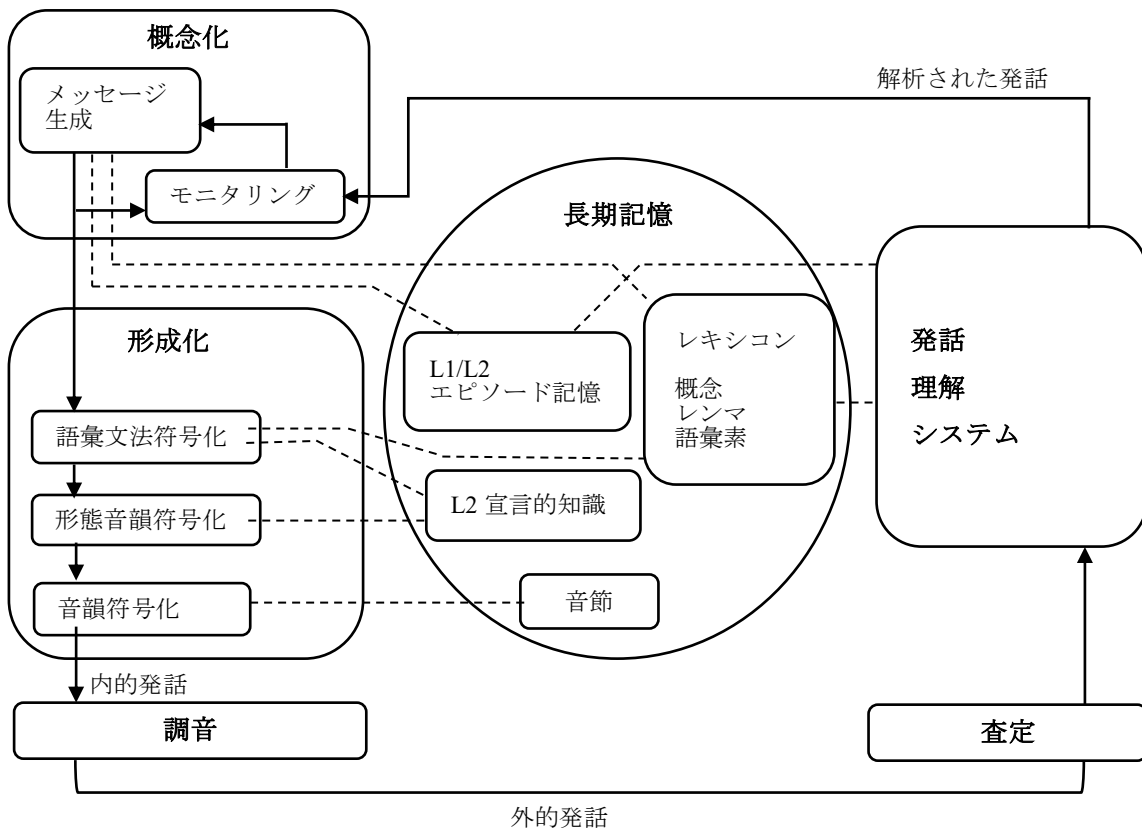 概念化
メッセージ
生成
モニタリング
解析された発話
長期記憶
形成化
L1/L2
エピソード記憶
レキシコン
概念
レンマ
語彙素
発話
理解
システム
語彙文法符号化
L2 宣言的知識
形態音韻符号化
音韻符号化
音節
内的発話
調音
査定
外的発話